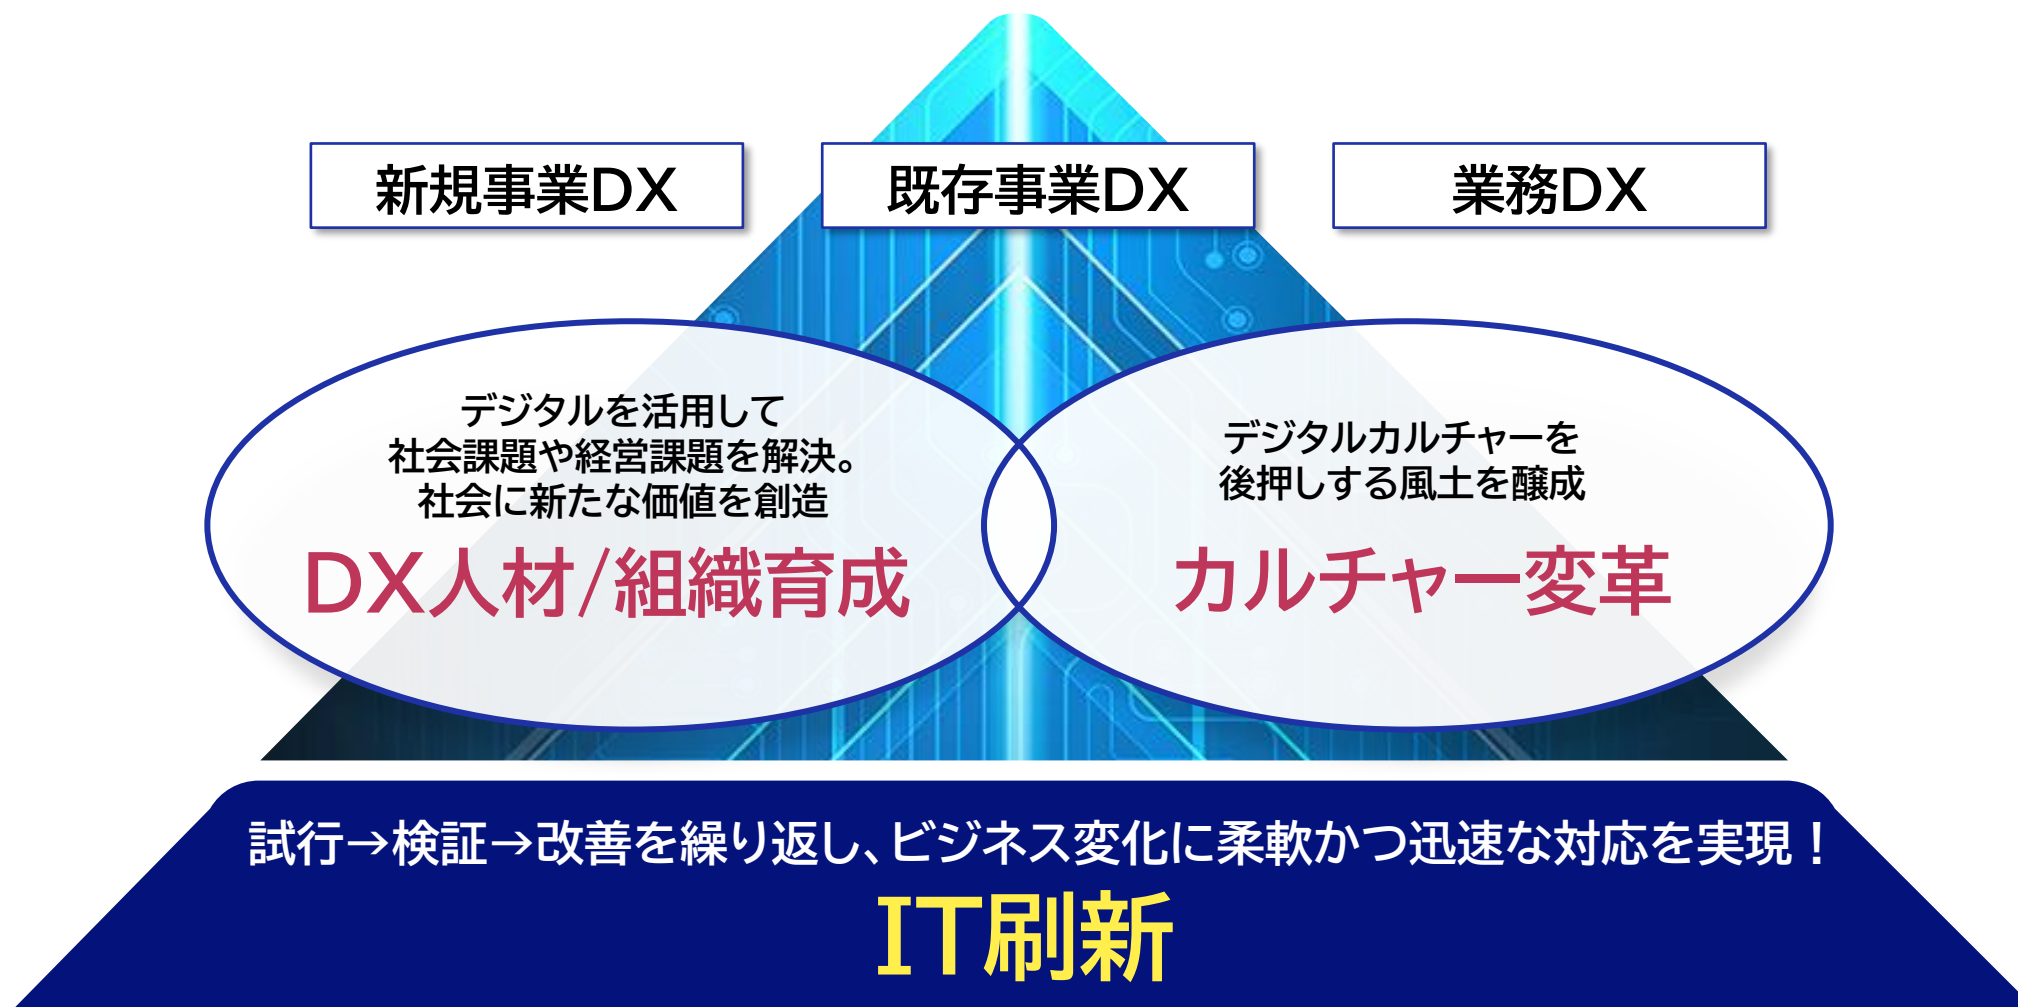 新規事業DX
既存事業DX
業務DX
デジタルを活用して
社会課題や経営課題を解決。
社会に新たな価値を創造
DX人材/組織育成
デジタルカルチャーを
後押しする風土を醸成
カルチャー変革
試行→検証→改善を繰り返し、ビジネス変化に柔軟かつ迅速な対応を実現！
IT刷新